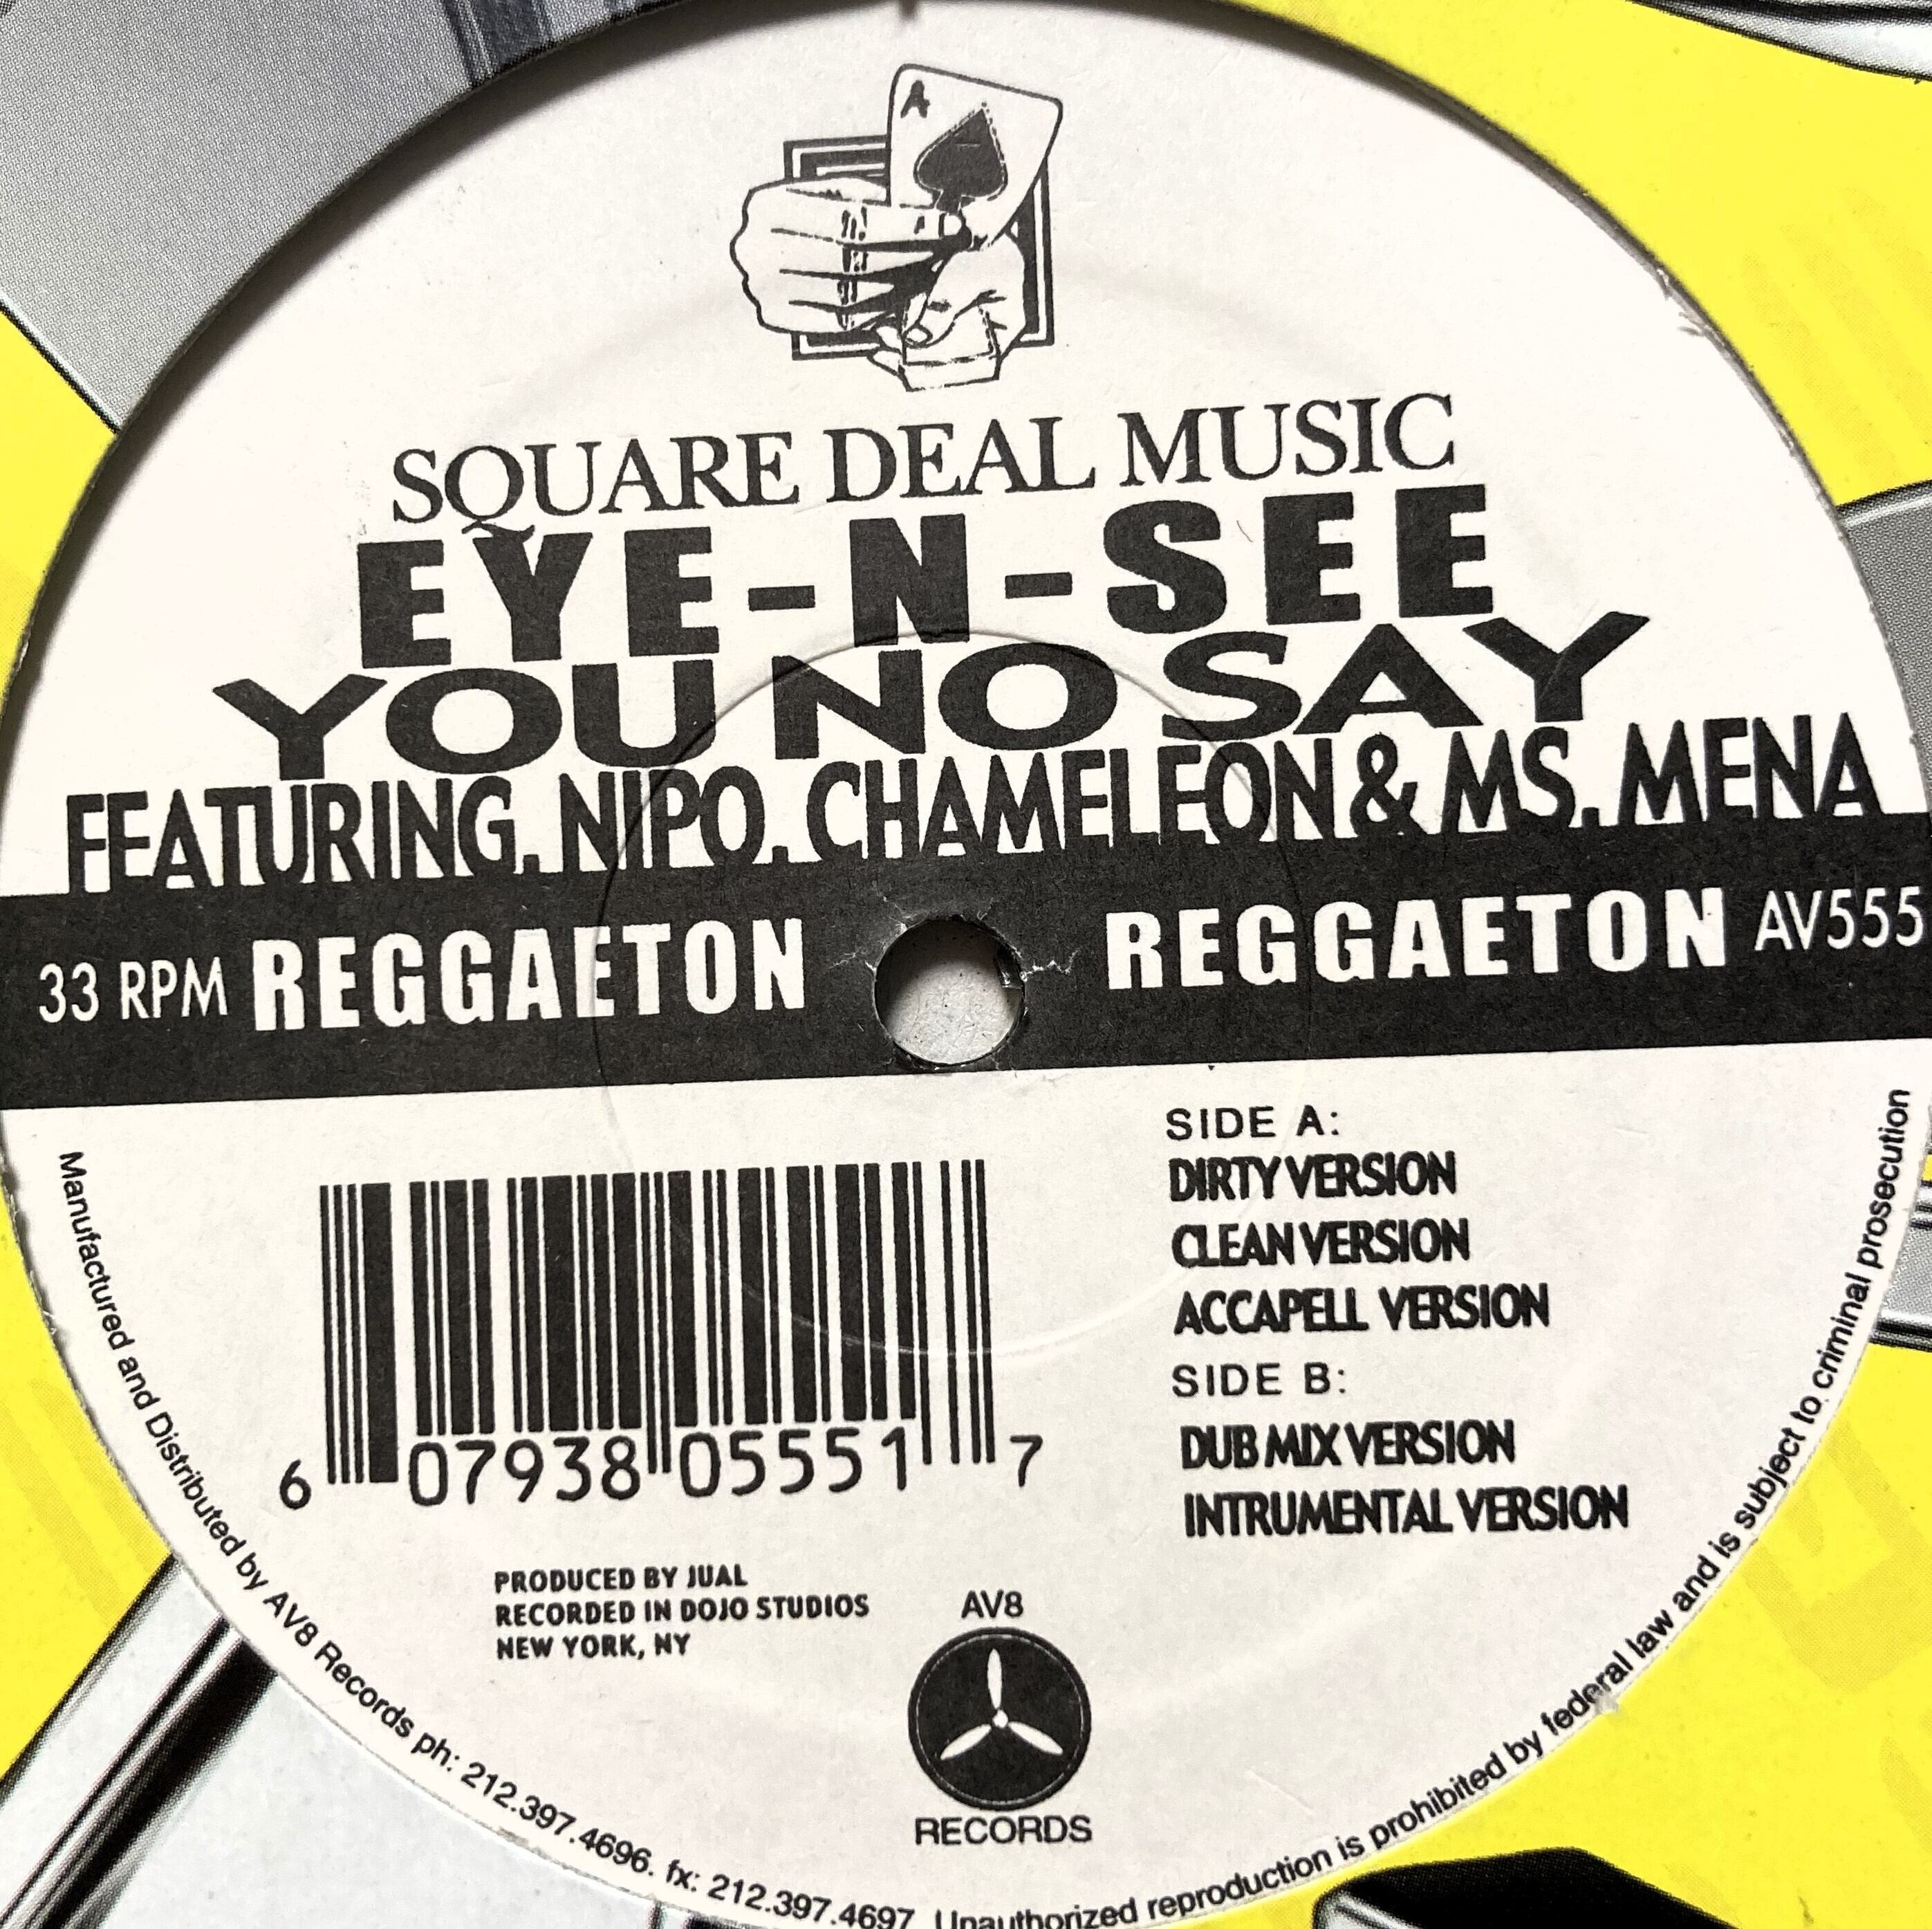 A
SQUARE DEAL MUSIC
EYE-N-SEE
YOU NO SAY
FEATURING. NIPO. CHAMELEON & MS. MENA
33 RPM REGGAETON REGGAETON AV555
SIDE A:
DIRTY VERSION
CLEAN VERSION
ACCAPELL VERSION
SIDE B:
DUB MIX VERSION
INTRUMENTAL VERSION
6 07938 05551 7
PRODUCED BY JUAL
RECORDED IN DOJO STUDIOS
NEW YORK, NY
AV8
RECORDS
Manufactured and Distributed by AV8 Records ph: 212.397.4696. fx: 212.397.4697 Unauthorized reproduction is prohibited by federal law and is subject to criminal prosecution